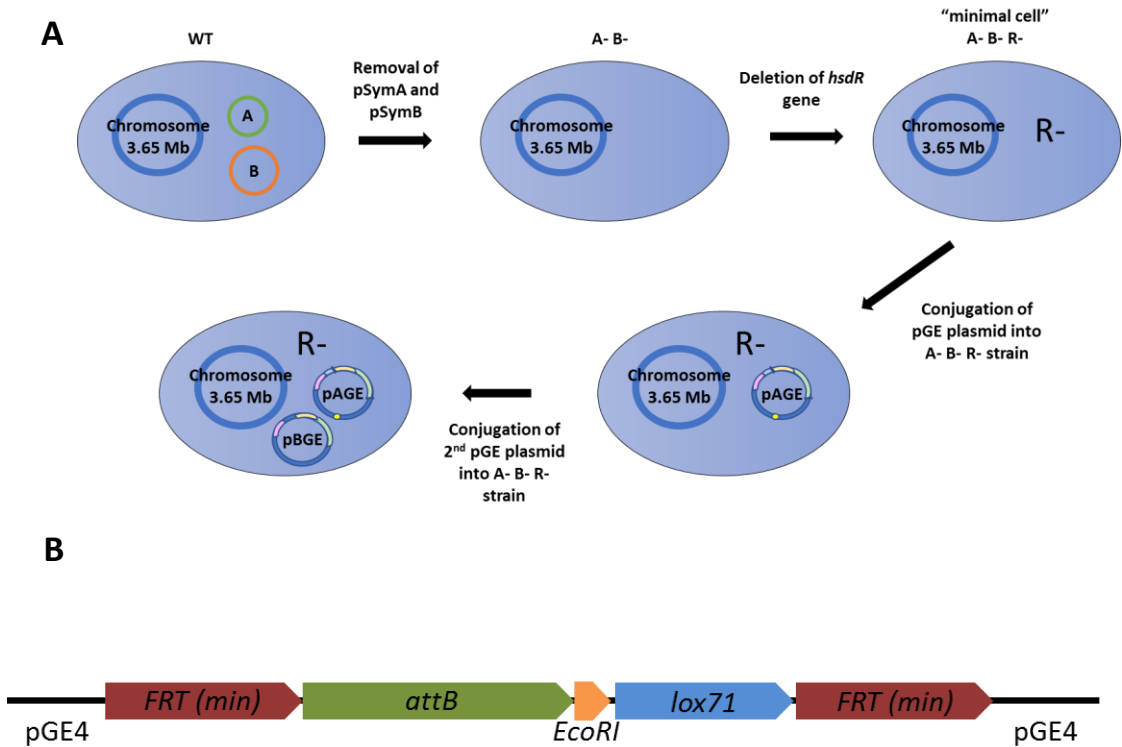 A
WT
Chromosome
3.65 Mb
A
B
Removal of
pSymA and
pSymB
A- B-
Chromosome
3.65 Mb
Deletion of hsdR
gene
“minimal cell”
A- B- R-
Chromosome
3.65 Mb
R-
Conjugation of
pGE plasmid into
A- B- R- strain
R-
Chromosome
3.65 Mb
pAGE
Conjugation of
2nd pGE plasmid
into A- B- R-
strain
R-
Chromosome
3.65 Mb
pAGE
pBGE
B
pGE4
FRT (min)
attB
EcoRI
lox71
FRT (min)
pGE4